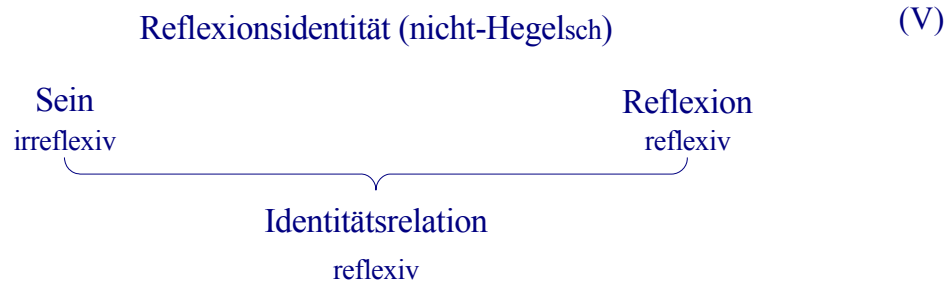 Reflexionsidentität (nicht-Hegelsch) (V)
Sein Reflexion
irreflexiv reflexiv
Identitätsrelation
reflexiv